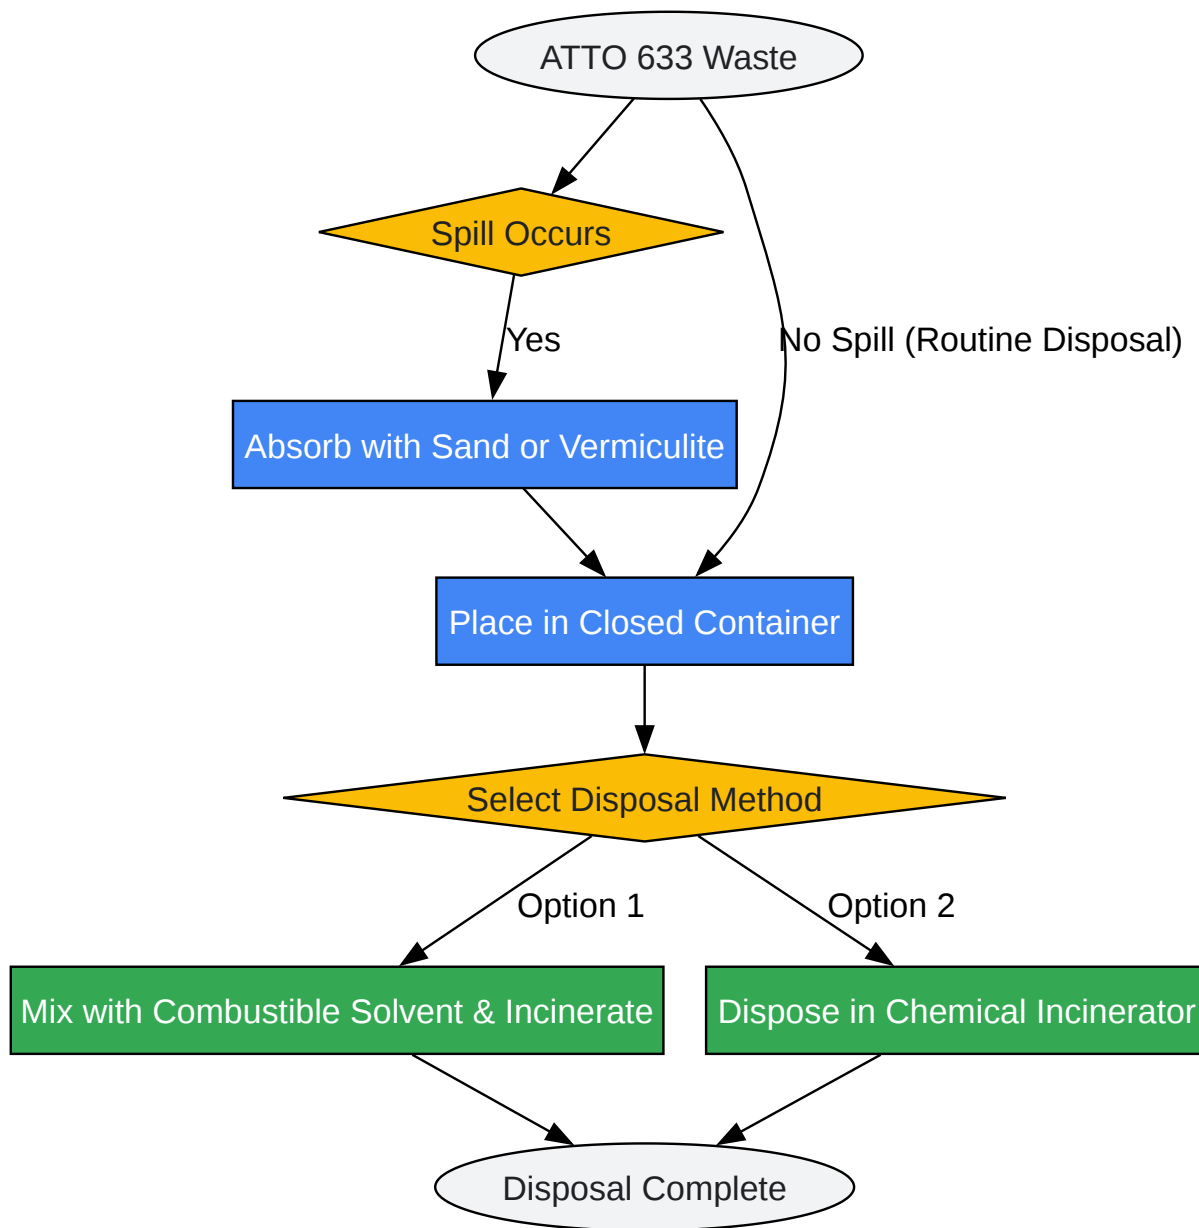 ATTO 633 Waste
Spill Occurs
Yes
No Spill (Routine Disposal)
Absorb with Sand or Vermiculite
Place in Closed Container
Select Disposal Method
Option 1
Option 2
Mix with Combustible Solvent & Incinerate
Dispose in Chemical Incinerator
Disposal Complete